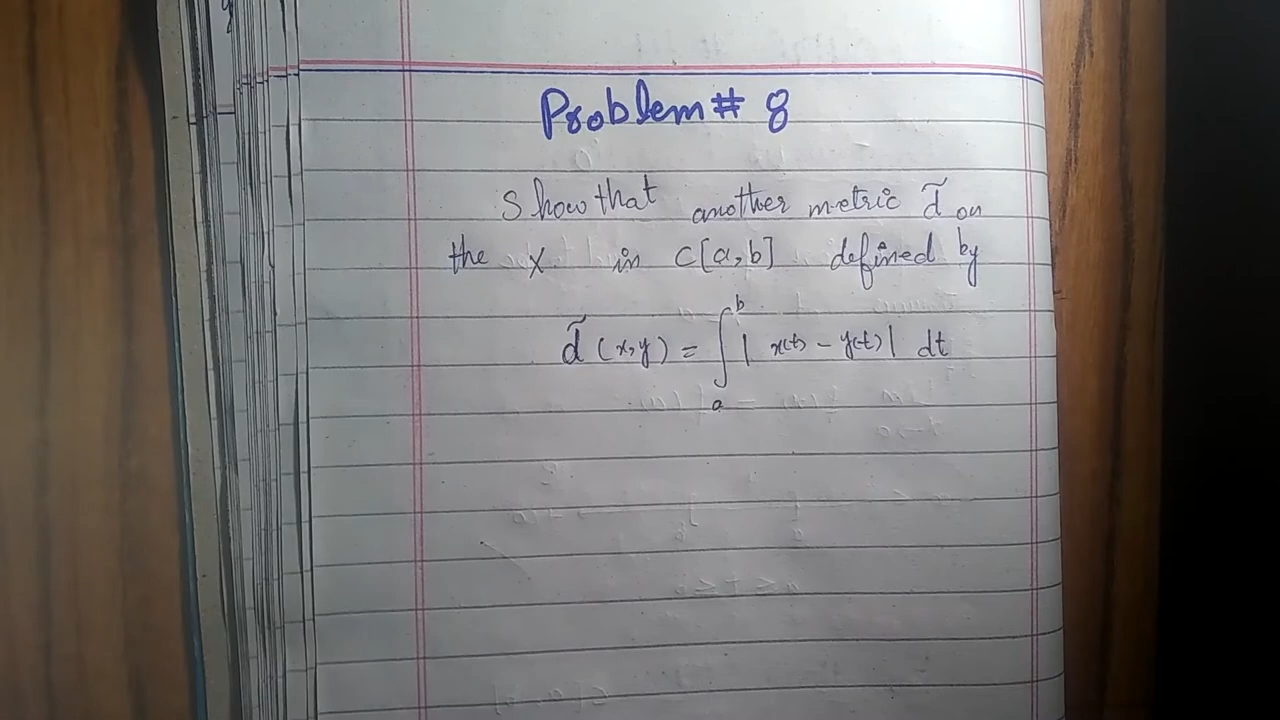 Problem # 8
Show that another metric d̃ on
the X in C[a,b] defined by
d̃ (x,y) = ∫ₐᵇ | x(t) - y(t) | dt